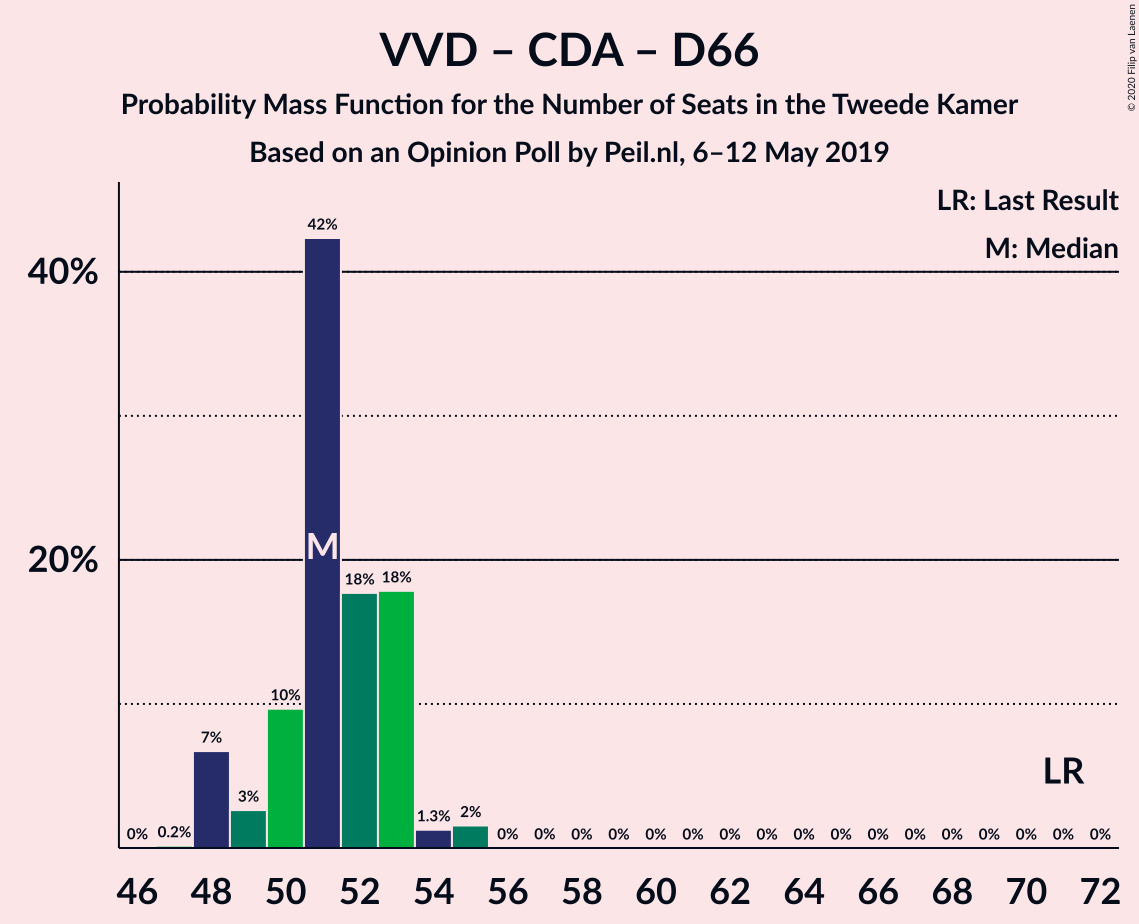 VVD – CDA – D66
Probability Mass Function for the Number of Seats in the Tweede Kamer
Based on an Opinion Poll by Peil.nl, 6–12 May 2019
© 2020 Filip van Laenen
LR: Last Result
M: Median
40%
20%
0% 0.2% 7% 3% 10% 42% 18% 18% 1.3% 2% 0% 0% 0% 0% 0% 0% 0% 0% 0% 0% 0% 0% 0% 0% 0% 0% 0%
M
LR
46 48 50 52 54 56 58 60 62 64 66 68 70 72